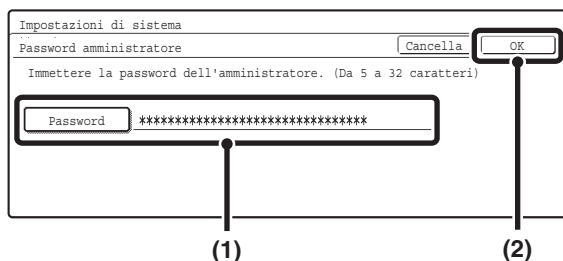 Impostazioni di sistema
Password amministratore Cancella OK
Immettere la password dell'amministratore. (Da 5 a 32 caratteri)
Password ********************************
(1) (2)